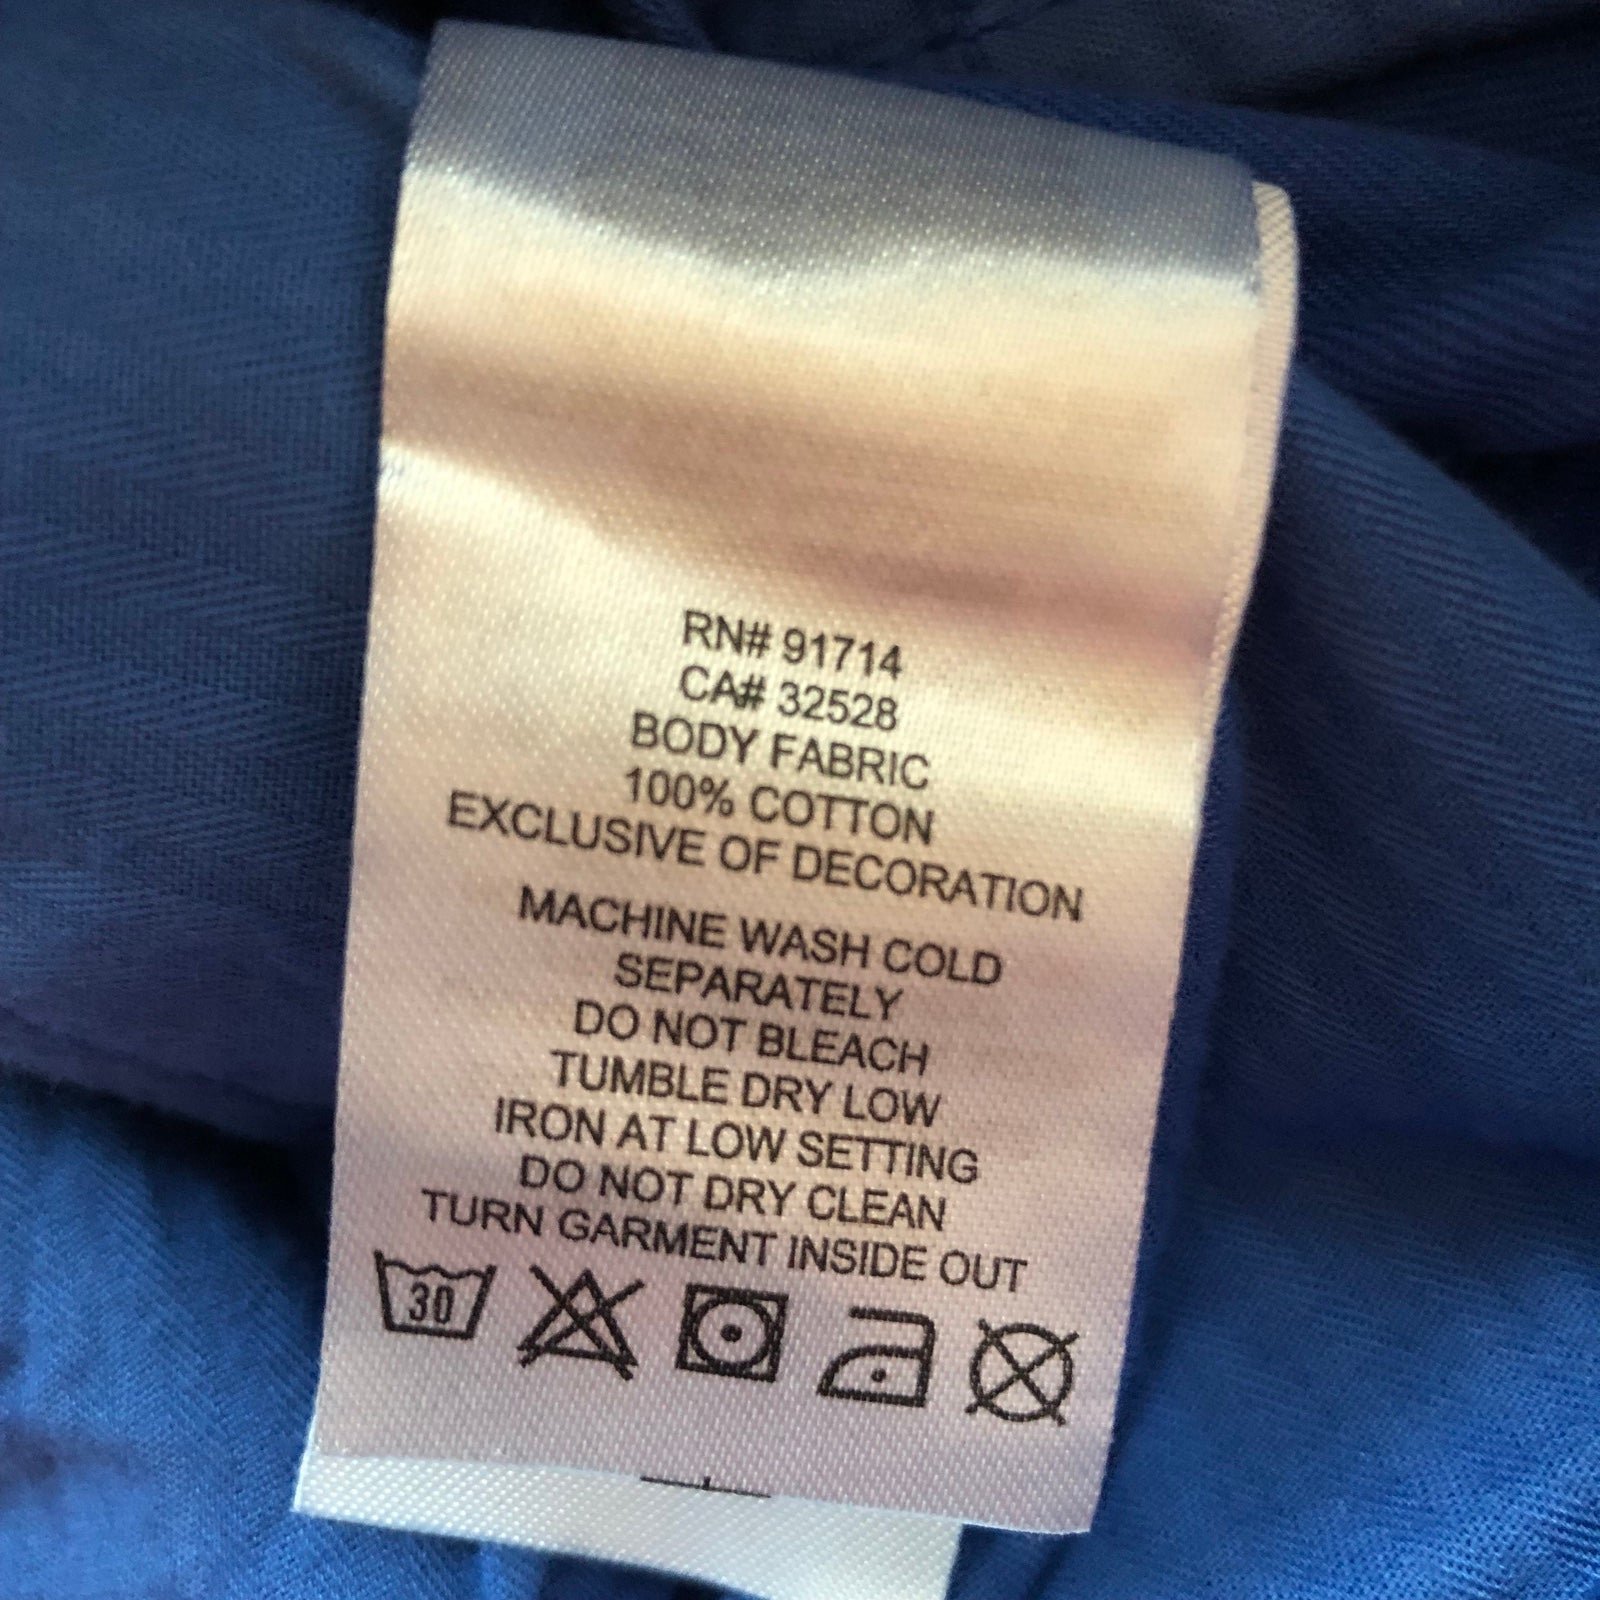 RN# 91714
CA# 32528
BODY FABRIC
100% COTTON
EXCLUSIVE OF DECORATION
MACHINE WASH COLD
SEPARATELY
DO NOT BLEACH
TUMBLE DRY LOW
IRON AT LOW SETTING
DO NOT DRY CLEAN
TURN GARMENT INSIDE OUT
30